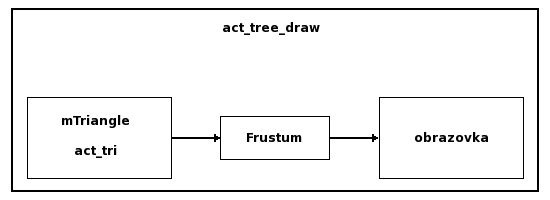 act_tree_draw
mTriangle
act_tri
Frustum
obrazovka